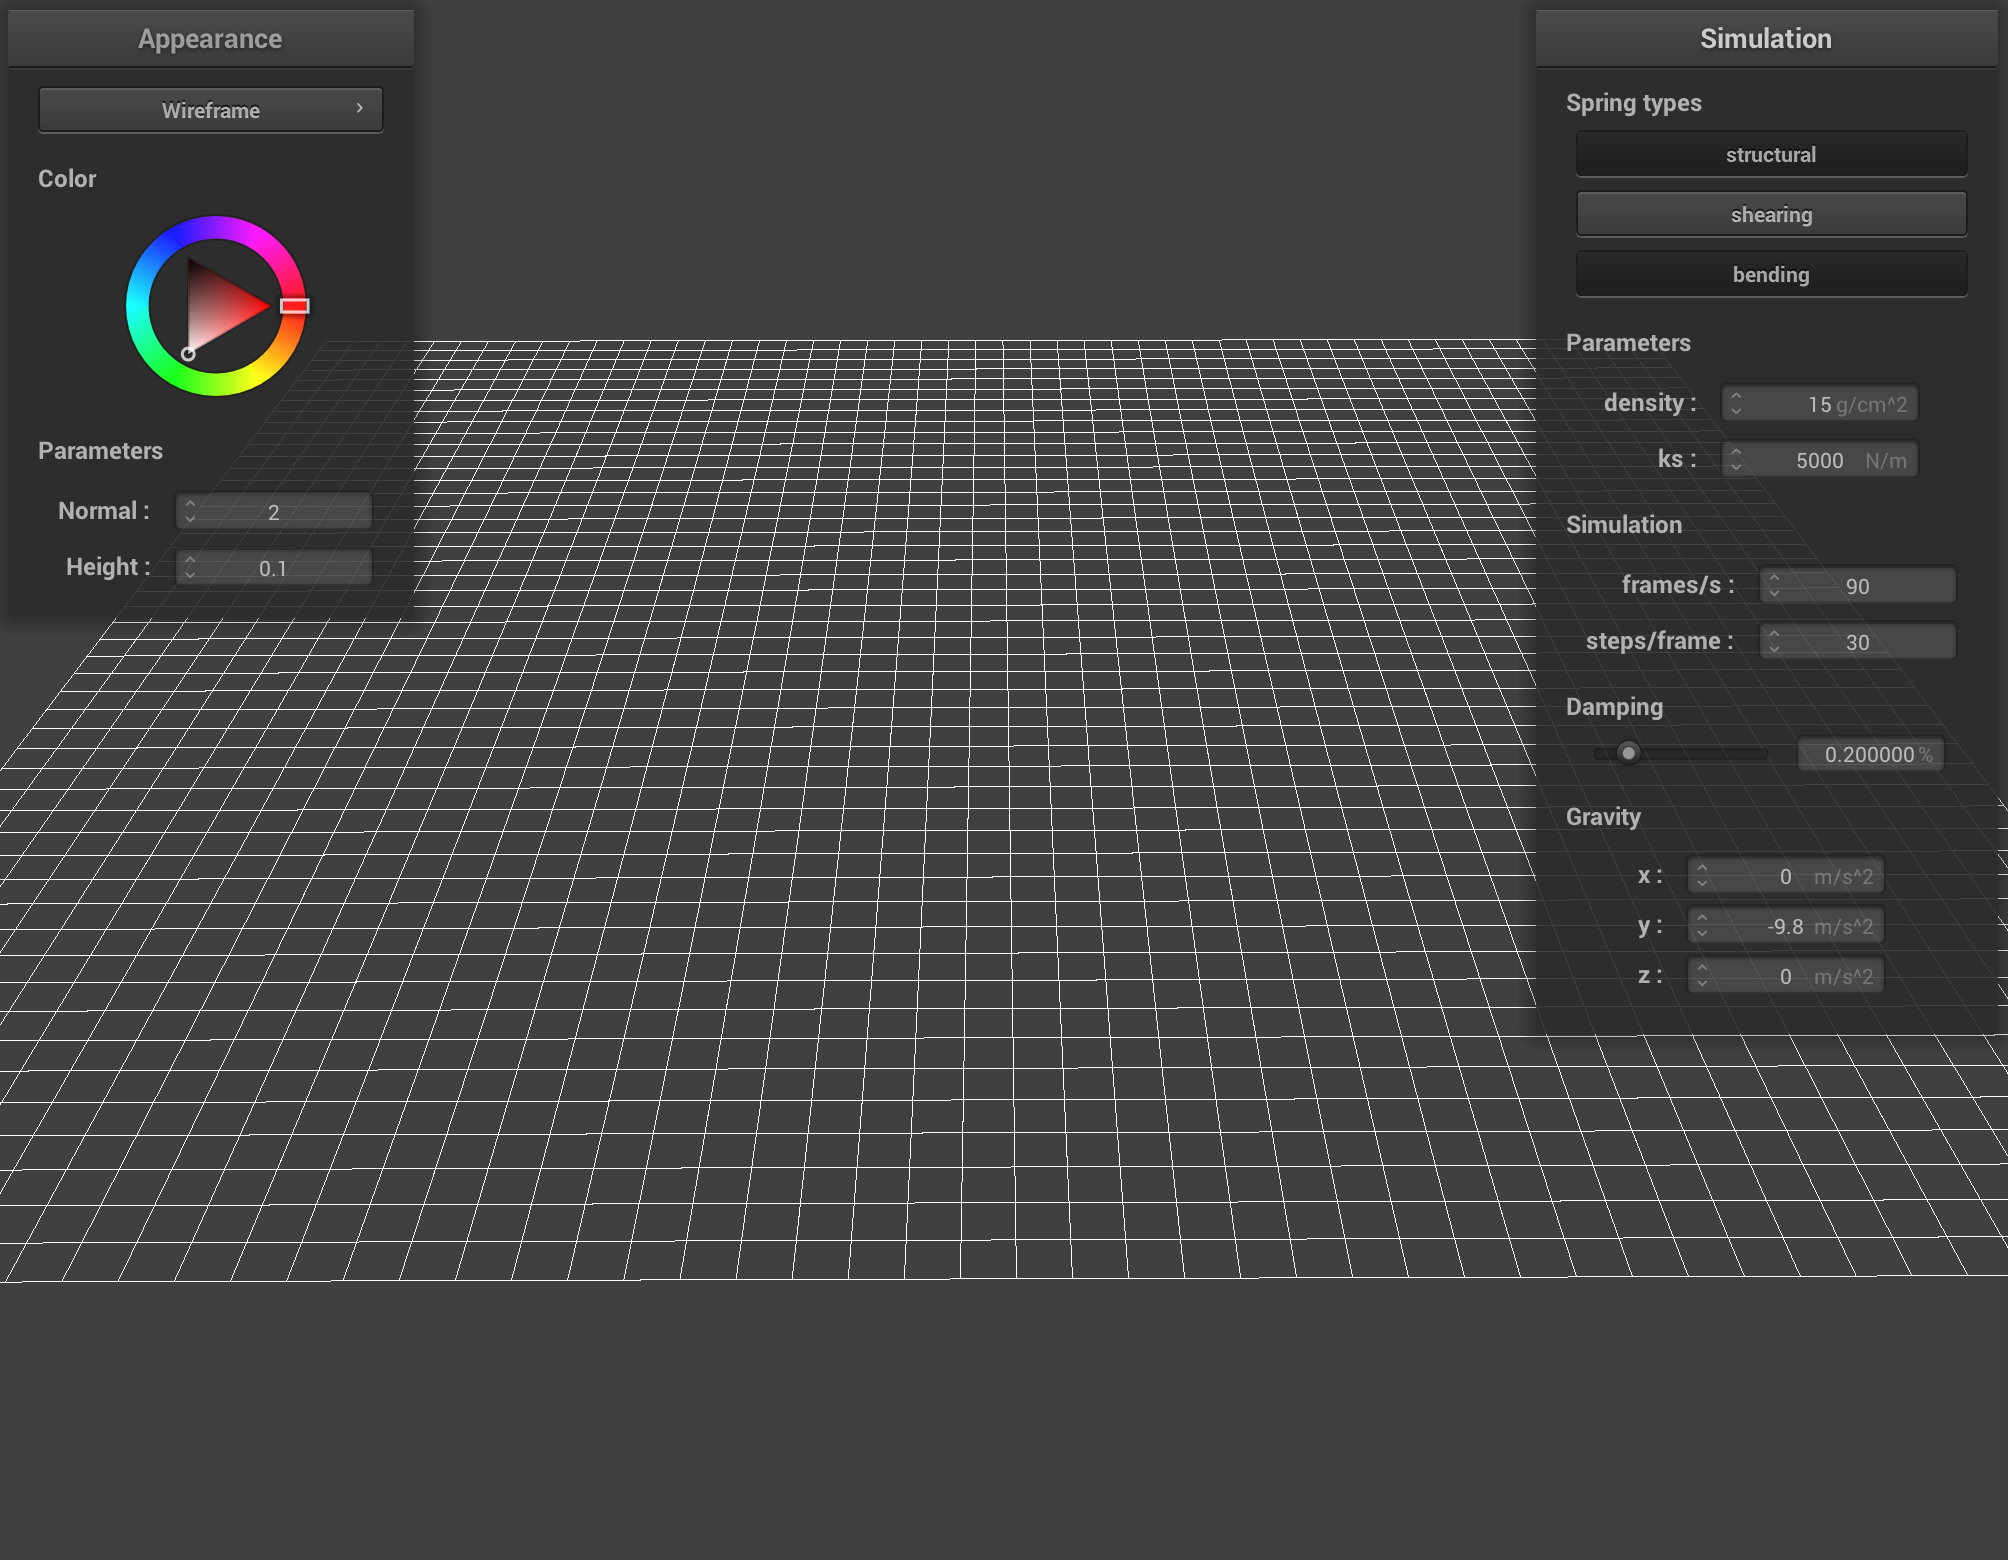 Appearance
Wireframe
Color
Parameters
Normal : 2
Height : 0.1
Simulation
Spring types
structural
shearing
bending
Parameters
density : 15 g/cm^2
ks : 5000 N/m
Simulation
frames/s : 90
steps/frame : 30
Damping
0.200000 %
Gravity
x : 0 m/s^2
y : -9.8 m/s^2
z : 0 m/s^2